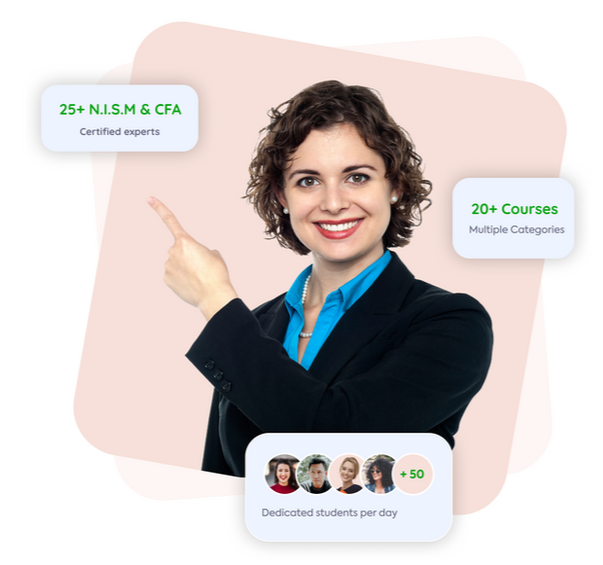 25+ N.I.S.M & CFA
Certified experts
20+ Courses
Multiple Categories
+ 50
Dedicated students per day